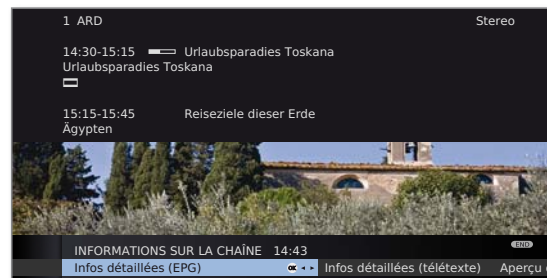 1 ARD Stereo
14:30-15:15 Urlaubsparadies Toskana
Urlaubsparadies Toskana
15:15-15:45 Reiseziele dieser Erde
Ägypten
END
INFORMATIONS SUR LA CHAÎNE 14:43
Infos détaillées (EPG) OK Infos détaillées (télétexte) Aperçu